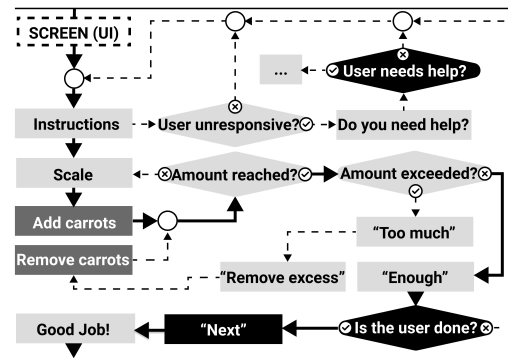 SCREEN (UI)
...
User needs help?
Instructions
User unresponsive?
Do you need help?
Scale
Amount reached?
Amount exceeded?
Add carrots
“Too much”
Remove carrots
“Remove excess”
“Enough”
Good Job!
“Next”
Is the user done?